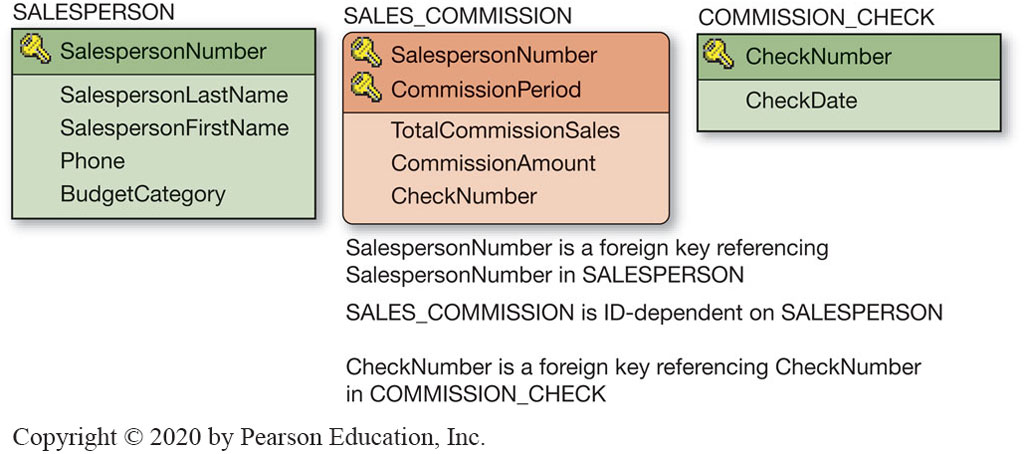 SALESPERSON
SalespersonNumber
SalespersonLastName
SalespersonFirstName
Phone
BudgetCategory
SALES_COMMISSION
SalespersonNumber
CommissionPeriod
TotalCommissionSales
CommissionAmount
CheckNumber
COMMISSION_CHECK
CheckNumber
CheckDate
SalespersonNumber is a foreign key referencing
SalespersonNumber in SALESPERSON
SALES_COMMISSION is ID-dependent on SALESPERSON
CheckNumber is a foreign key referencing CheckNumber
in COMMISSION_CHECK
Copyright © 2020 by Pearson Education, Inc.